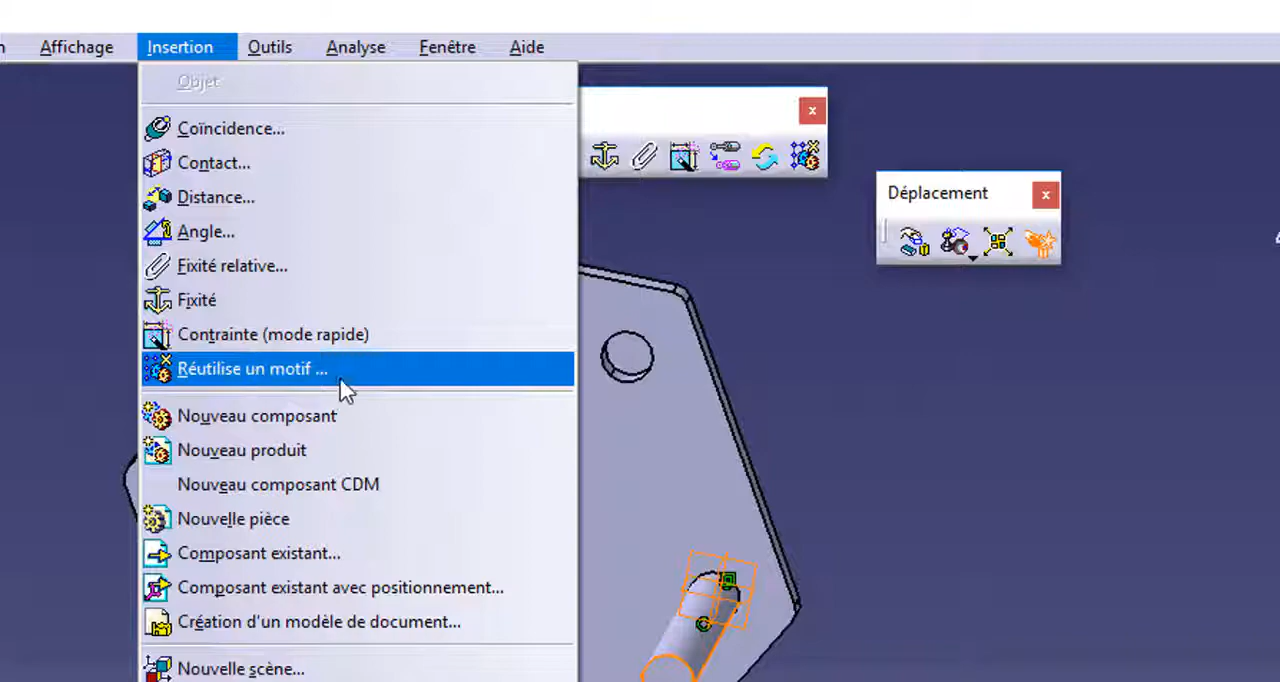 Affichage Insertion Outils Analyse Fenêtre Aide
Objet
Coïncidence...
Contact...
Distance...
Déplacement
Angle...
Fixité relative...
Fixité
Contrainte (mode rapide)
Réutilise un motif ...
Nouveau composant
Nouveau produit
Nouveau composant CDM
Nouvelle pièce
Composant existant...
Composant existant avec positionnement...
Création d'un modèle de document...
Nouvelle scène...